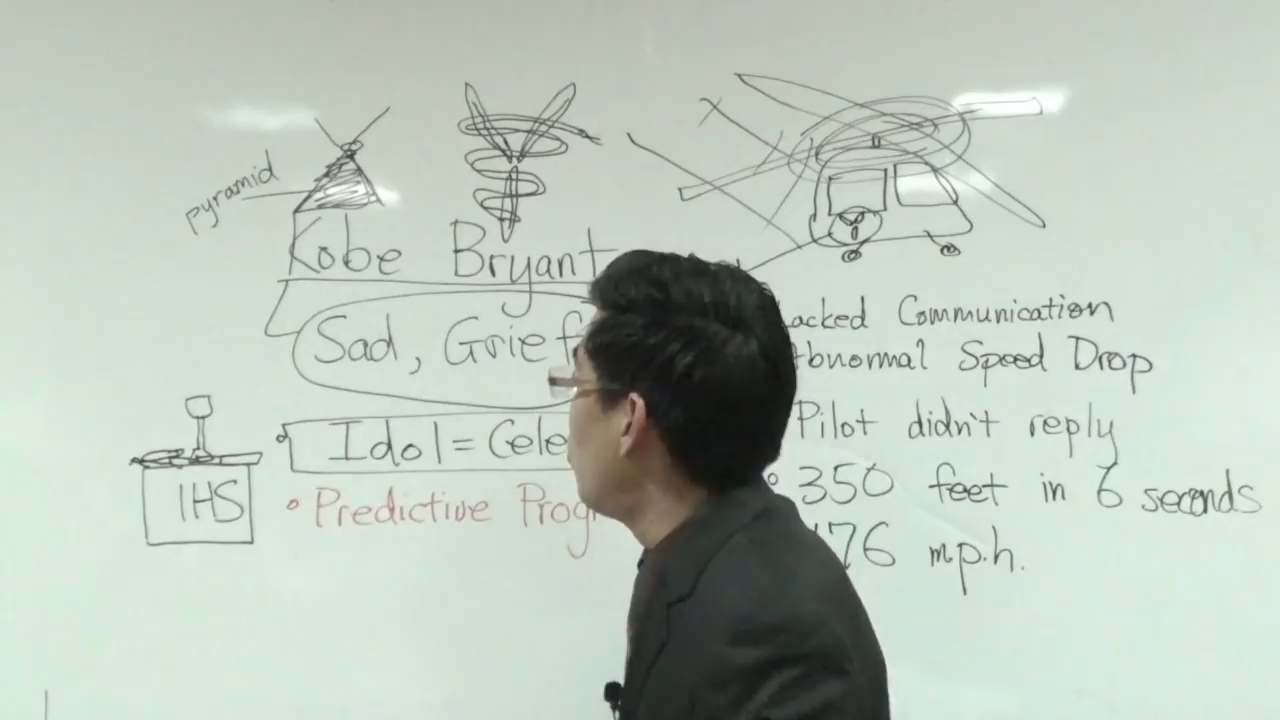 pyramid
Kobe Bryant
Sad, Grief
Idol = Cele
IHS
• Predictive Prog
Lacked Communication
Abnormal Speed Drop
Pilot didn't reply
• 350 feet in 6 seconds
176 m.p.h.